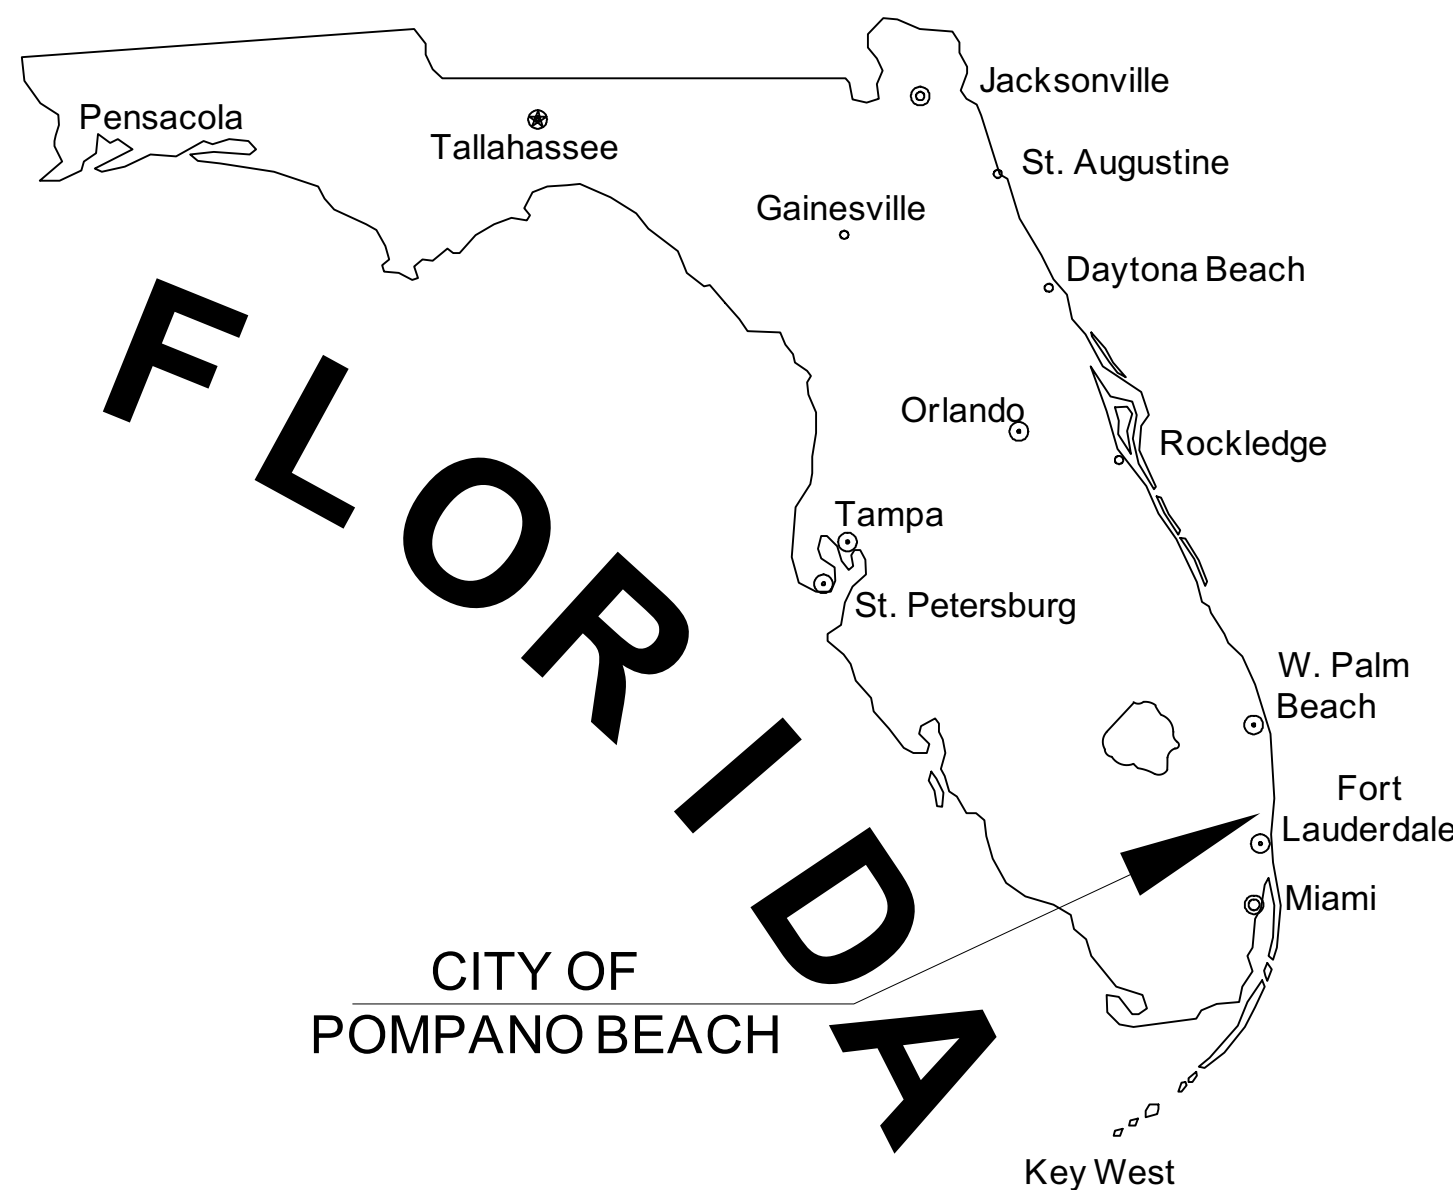 Jacksonville
Pensacola
Tallahassee
St. Augustine
Gainesville
Daytona Beach
Orlando
Rockledge
Tampa
St. Petersburg
W. Palm
Beach
Fort
Lauderdale
Miami
FLORIDA
CITY OF
POMPANO BEACH
Key West